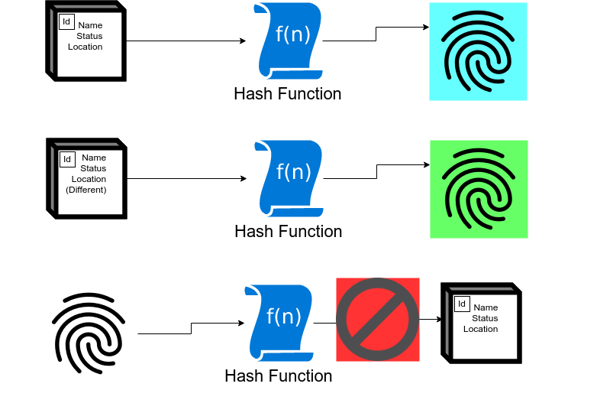 Id
Name
Status
Location
f(n)
Hash Function
Id
Name
Status
Location
(Different)
f(n)
Hash Function
f(n)
Hash Function
Id
Name
Status
Location